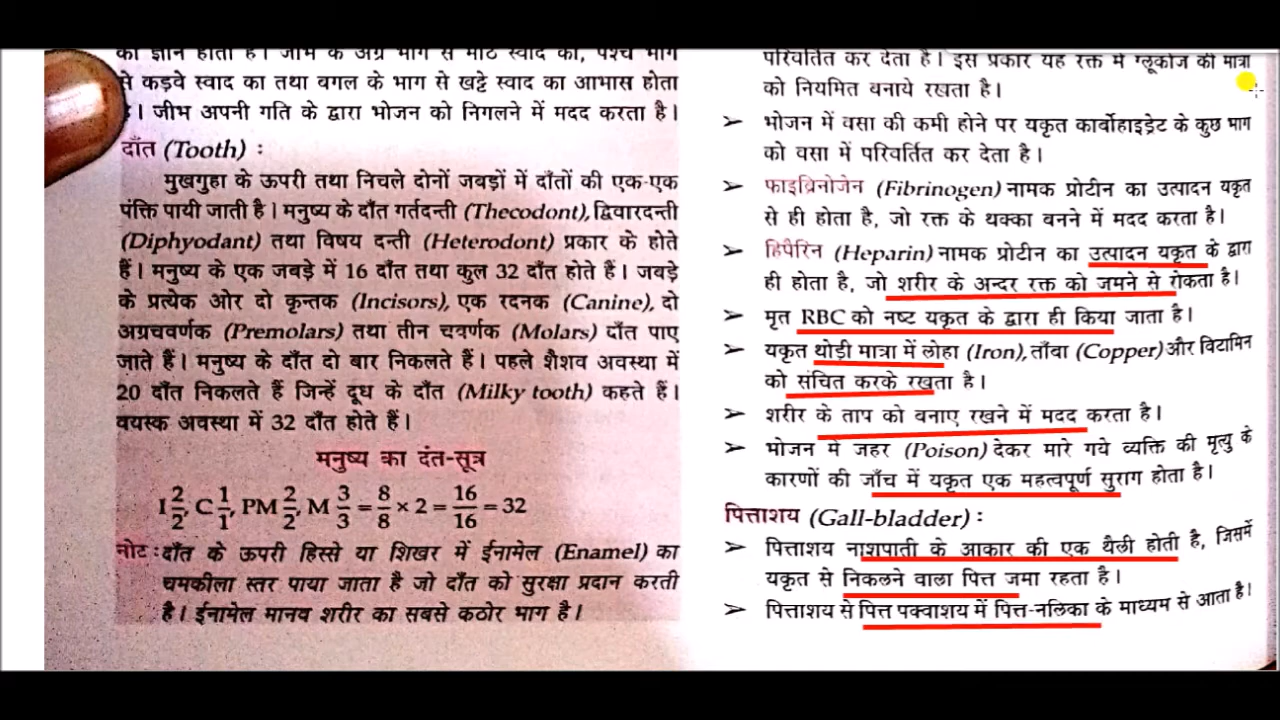 का ज्ञान होता है। जीभ के अग्र भाग से मीठे स्वाद का, पश्च भाग
से कड़वे स्वाद का तथा बगल के भाग से खट्टे स्वाद का आभास होता
है। जीभ अपनी गति के द्वारा भोजन को निगलने में मदद करता है।
दाँत (Tooth) :
मुखगुहा के ऊपरी तथा निचले दोनों जबड़ों में दाँतों की एक-एक
पंक्ति पायी जाती है। मनुष्य के दाँत गर्तदन्ती (Thecodont), द्विवारदन्ती
(Diphyodant) तथा विषय दन्ती (Heterodont) प्रकार के होते
हैं। मनुष्य के एक जबड़े में 16 दाँत तथा कुल 32 दाँत होते हैं। जबड़े
के प्रत्येक ओर दो कृन्तक (Incisors), एक रदनक (Canine), दो
अग्रचवर्णक (Premolars) तथा तीन चवर्णक (Molars) दाँत पाए
जाते हैं। मनुष्य के दाँत दो बार निकलते हैं। पहले शैशव अवस्था में
20 दाँत निकलते हैं जिन्हें दूध के दाँत (Milky tooth) कहते हैं।
वयस्क अवस्था में 32 दाँत होते हैं।
मनुष्य का दंत-सूत्र
I 2/2, C 1/1, PM 2/2, M 3/3 = 8/8 × 2 = 16/16 = 32
नोट : दाँत के ऊपरी हिस्से या शिखर में ईनामेल (Enamel) का
चमकीला स्तर पाया जाता है जो दाँत को सुरक्षा प्रदान करती
है। ईनामेल मानव शरीर का सबसे कठोर भाग है।
परिवर्तित कर देता है। इस प्रकार यह रक्त में ग्लूकोज की मात्रा
को नियमित बनाये रखता है।
➢ भोजन में वसा की कमी होने पर यकृत कार्बोहाइड्रेट के कुछ भाग
को वसा में परिवर्तित कर देता है।
➢ फाइब्रिनोजेन (Fibrinogen) नामक प्रोटीन का उत्पादन यकृत
से ही होता है, जो रक्त के थक्का बनने में मदद करता है।
➢ हिपैरिन (Heparin) नामक प्रोटीन का उत्पादन यकृत के द्वारा
ही होता है, जो शरीर के अन्दर रक्त को जमने से रोकता है।
➢ मृत RBC को नष्ट यकृत के द्वारा ही किया जाता है।
➢ यकृत थोड़ी मात्रा में लोहा (Iron), ताँबा (Copper) और विटामिन
को संचित करके रखता है।
➢ शरीर के ताप को बनाए रखने में मदद करता है।
➢ भोजन में जहर (Poison) देकर मारे गये व्यक्ति की मृत्यु के
कारणों की जाँच में यकृत एक महत्वपूर्ण सुराग होता है।
पित्ताशय (Gall-bladder) :
➢ पित्ताशय नाशपाती के आकार की एक थैली होती है, जिसमें
यकृत से निकलने वाला पित्त जमा रहता है।
➢ पित्ताशय से पित्त पक्वाशय में पित्त-नलिका के माध्यम से आता है।